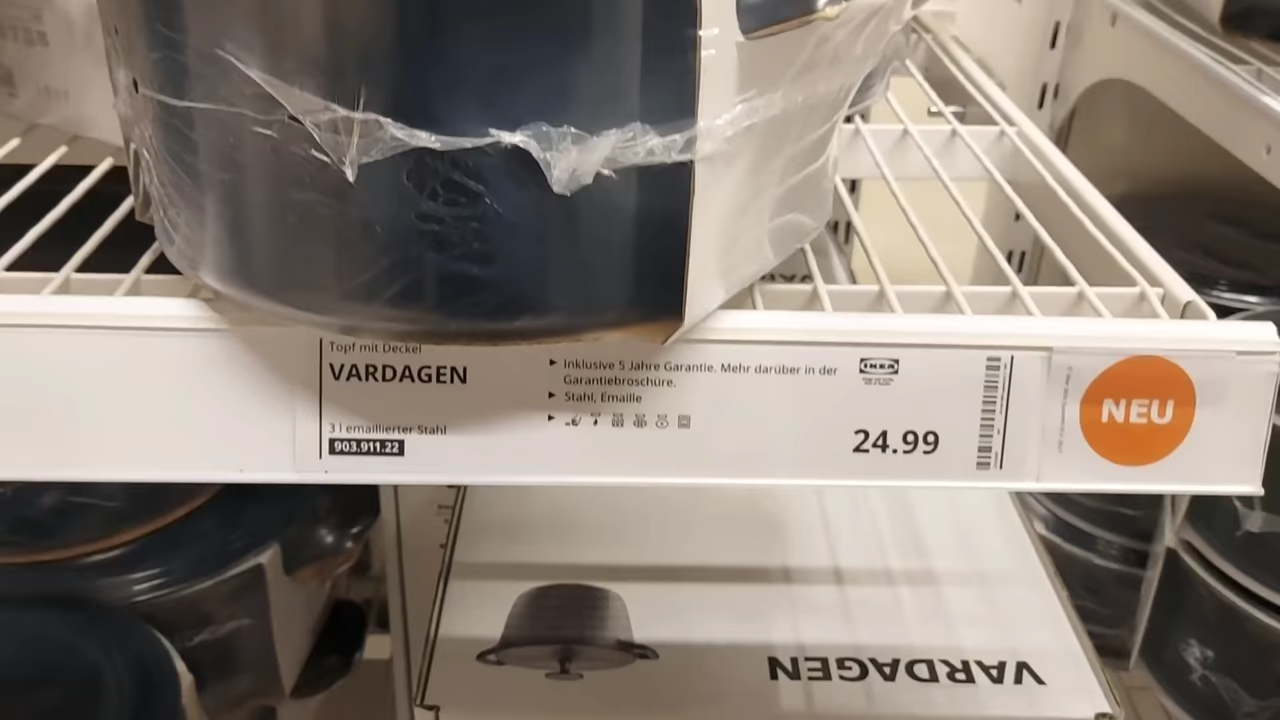 Topf mit Deckel
VARDAGEN
3 l emaillierter Stahl
903.911.22
Inklusive 5 Jahre Garantie. Mehr darüber in der
Garantiebroschüre.
Stahl, Emaille
IKEA
24.99
NEU
VARDAGEN